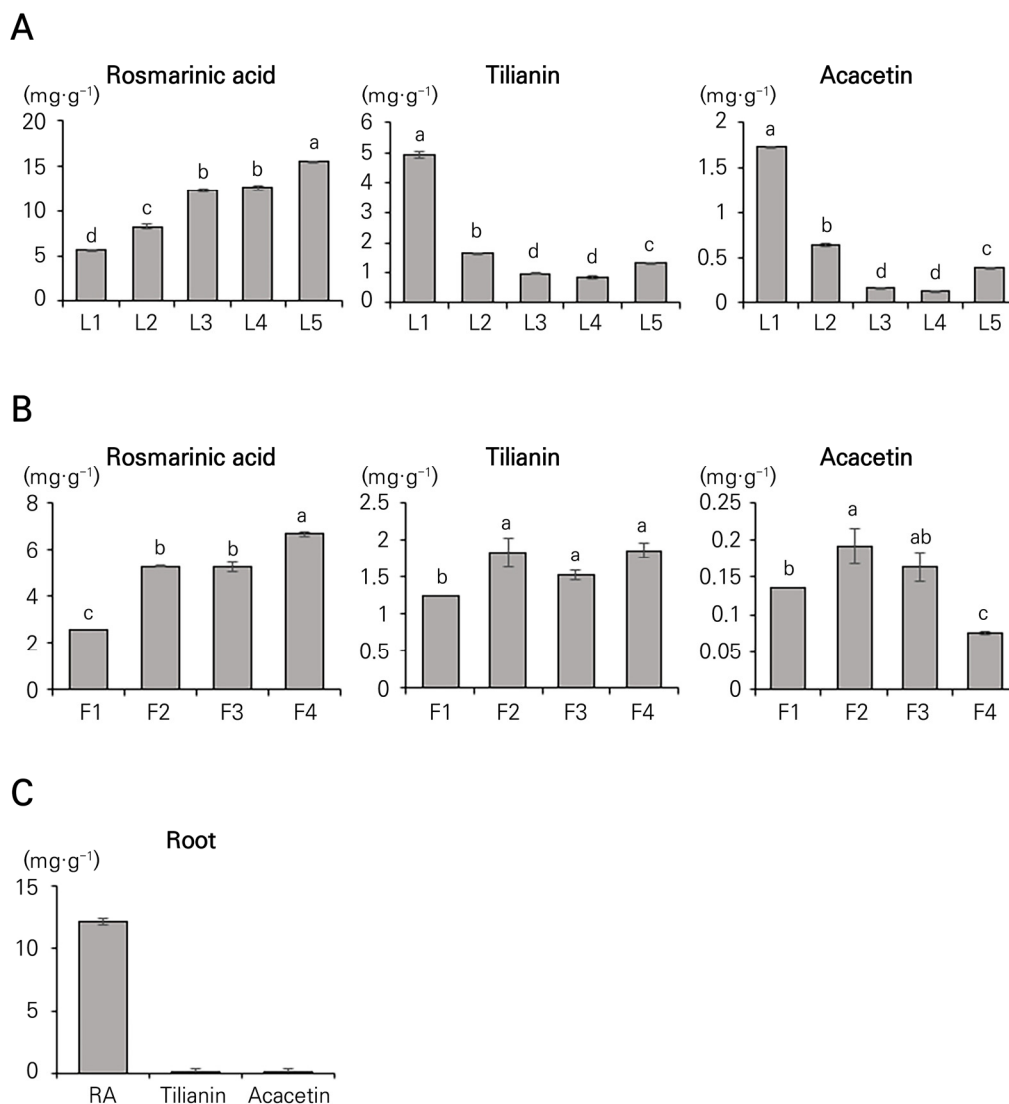 A
Rosmarinic acid
(mg·g⁻¹)
20
15
10
5
0
d
c
b
b
a
L1 L2 L3 L4 L5
Tilianin
(mg·g⁻¹)
6
5
4
3
2
1
0
a
b
d
d
c
L1 L2 L3 L4 L5
Acacetin
(mg·g⁻¹)
2
1.5
1
0.5
0
a
b
d
d
c
L1 L2 L3 L4 L5
B
Rosmarinic acid
(mg·g⁻¹)
8
6
4
2
0
c
b
b
a
F1 F2 F3 F4
Tilianin
(mg·g⁻¹)
2.5
2
1.5
1
0.5
0
b
a
a
a
F1 F2 F3 F4
Acacetin
(mg·g⁻¹)
0.25
0.2
0.15
0.1
0.05
0
b
a
ab
c
F1 F2 F3 F4
C
Root
(mg·g⁻¹)
15
10
5
0
RA Tilianin Acacetin